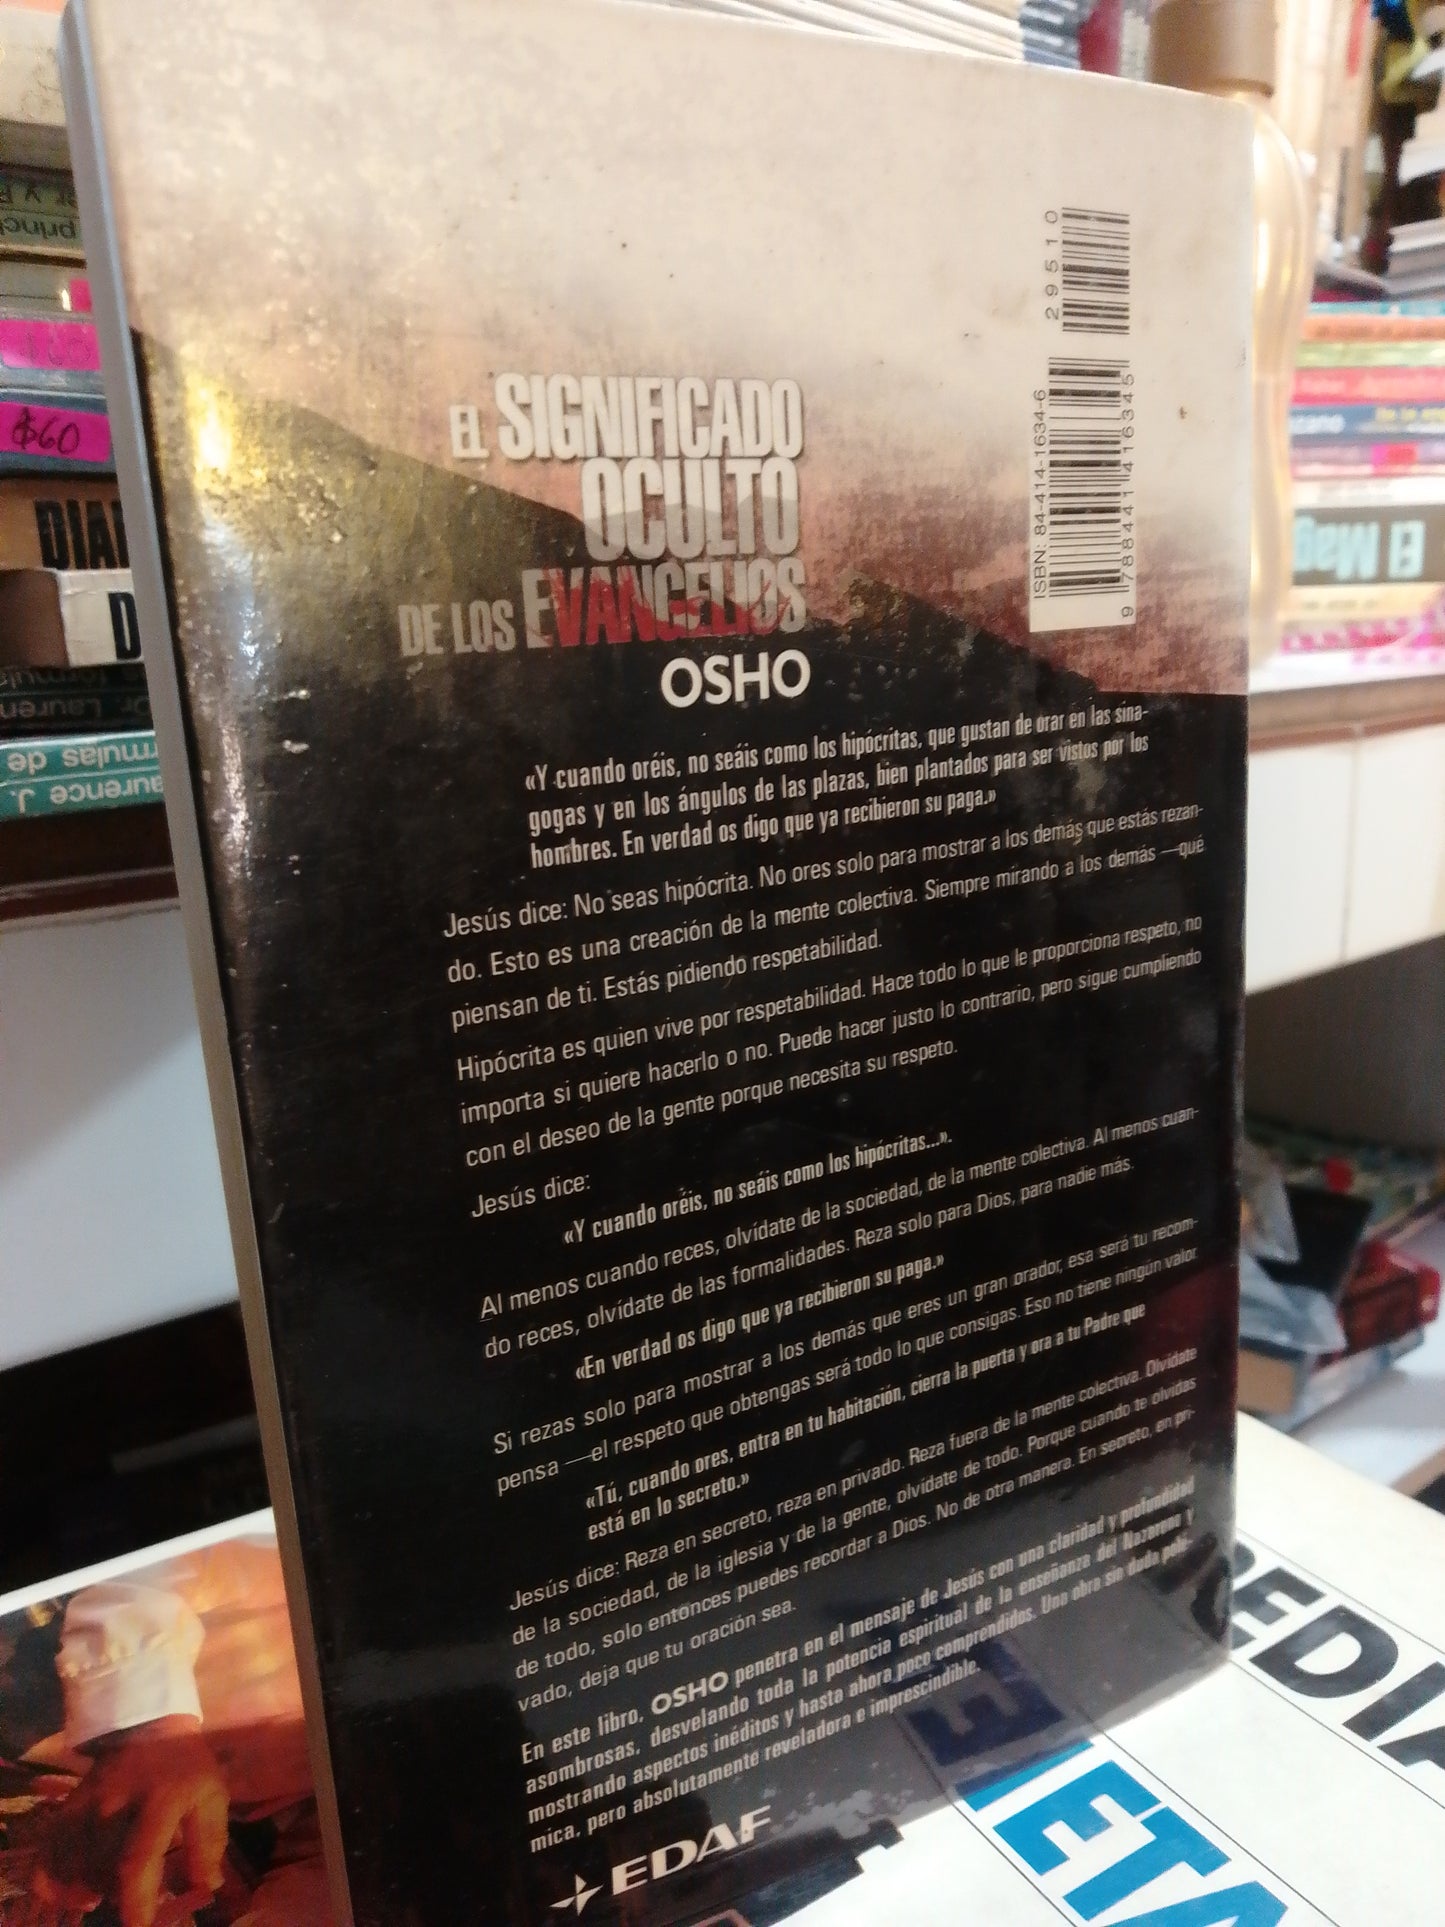 29510
ISBN: 84-414-1634-6
9 788441 416345
EL SIGNIFICADO
OCULTO
DE LOS EVANGELIOS
OSHO
«Y cuando oréis, no seáis como los hipócritas, que gustan de orar en las sina-
gogas y en los ángulos de las plazas, bien plantados para ser vistos por los
hombres. En verdad os digo que ya recibieron su paga.»
Jesús dice: No seas hipócrita. No ores solo para mostrar a los demás que estás rezan-
do. Esto es una creación de la mente colectiva. Siempre mirando a los demás —qué
piensan de ti. Estás pidiendo respetabilidad.
Hipócrita es quien vive por respetabilidad. Hace todo lo que le proporciona respeto, no
importa si quiere hacerlo o no. Puede hacer justo lo contrario, pero sigue cumpliendo
con el deseo de la gente porque necesita su respeto.
Jesús dice:
«Y cuando oréis, no seáis como los hipócritas...».
Al menos cuando reces, olvídate de la sociedad, de la mente colectiva. Al menos cuan-
do reces, olvídate de las formalidades. Reza solo para Dios, para nadie más.
«En verdad os digo que ya recibieron su paga.»
Si rezas solo para mostrar a los demás que eres un gran orador, esa será tu recom-
pensa —el respeto que obtengas será todo lo que consigas. Eso no tiene ningún valor
«Tú, cuando ores, entra en tu habitación, cierra la puerta y ora a tu Padre que
está en lo secreto.»
Jesús dice: Reza en secreto, reza en privado. Reza fuera de la mente colectiva. Olvídate
de la sociedad, de la iglesia y de la gente, olvídate de todo. Porque cuando te olvidas
de todo, solo entonces puedes recordar a Dios. No de otra manera. En secreto, en pri-
vado, deja que tu oración sea.
En este libro, OSHO penetra en el mensaje de Jesús con una claridad y profundidad
asombrosas, desvelando toda la potencia espiritual de la enseñanza del Nazareno y
mostrando aspectos inéditos y hasta ahora poco comprendidos. Una obra sin duda polé-
mica, pero absolutamente reveladora e imprescindible.
EDAF
$60
$60
DIA
D
El Mag